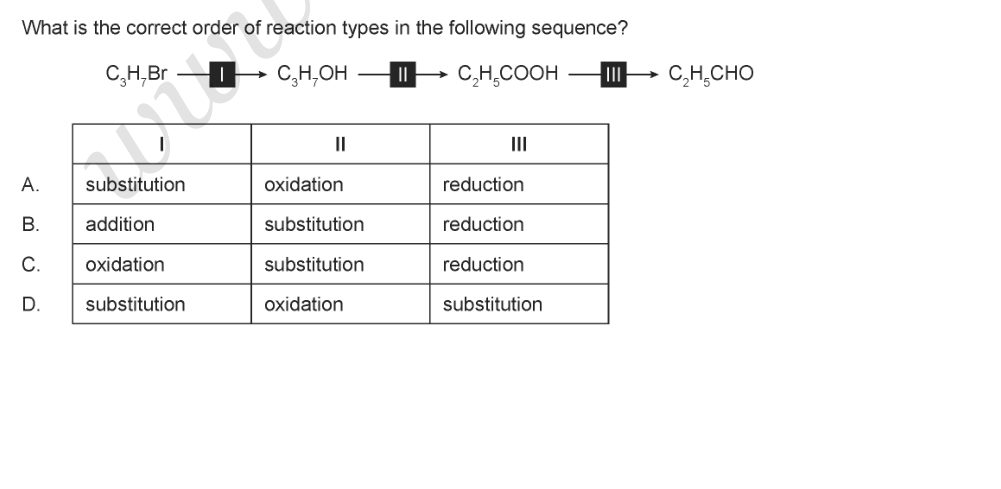 What is the correct order of reaction types in the following sequence?
C₃H₇Br I C₃H₇OH II C₂H₅COOH III C₂H₅CHO
I II III
A. substitution oxidation reduction
B. addition substitution reduction
C. oxidation substitution reduction
D. substitution oxidation substitution
www